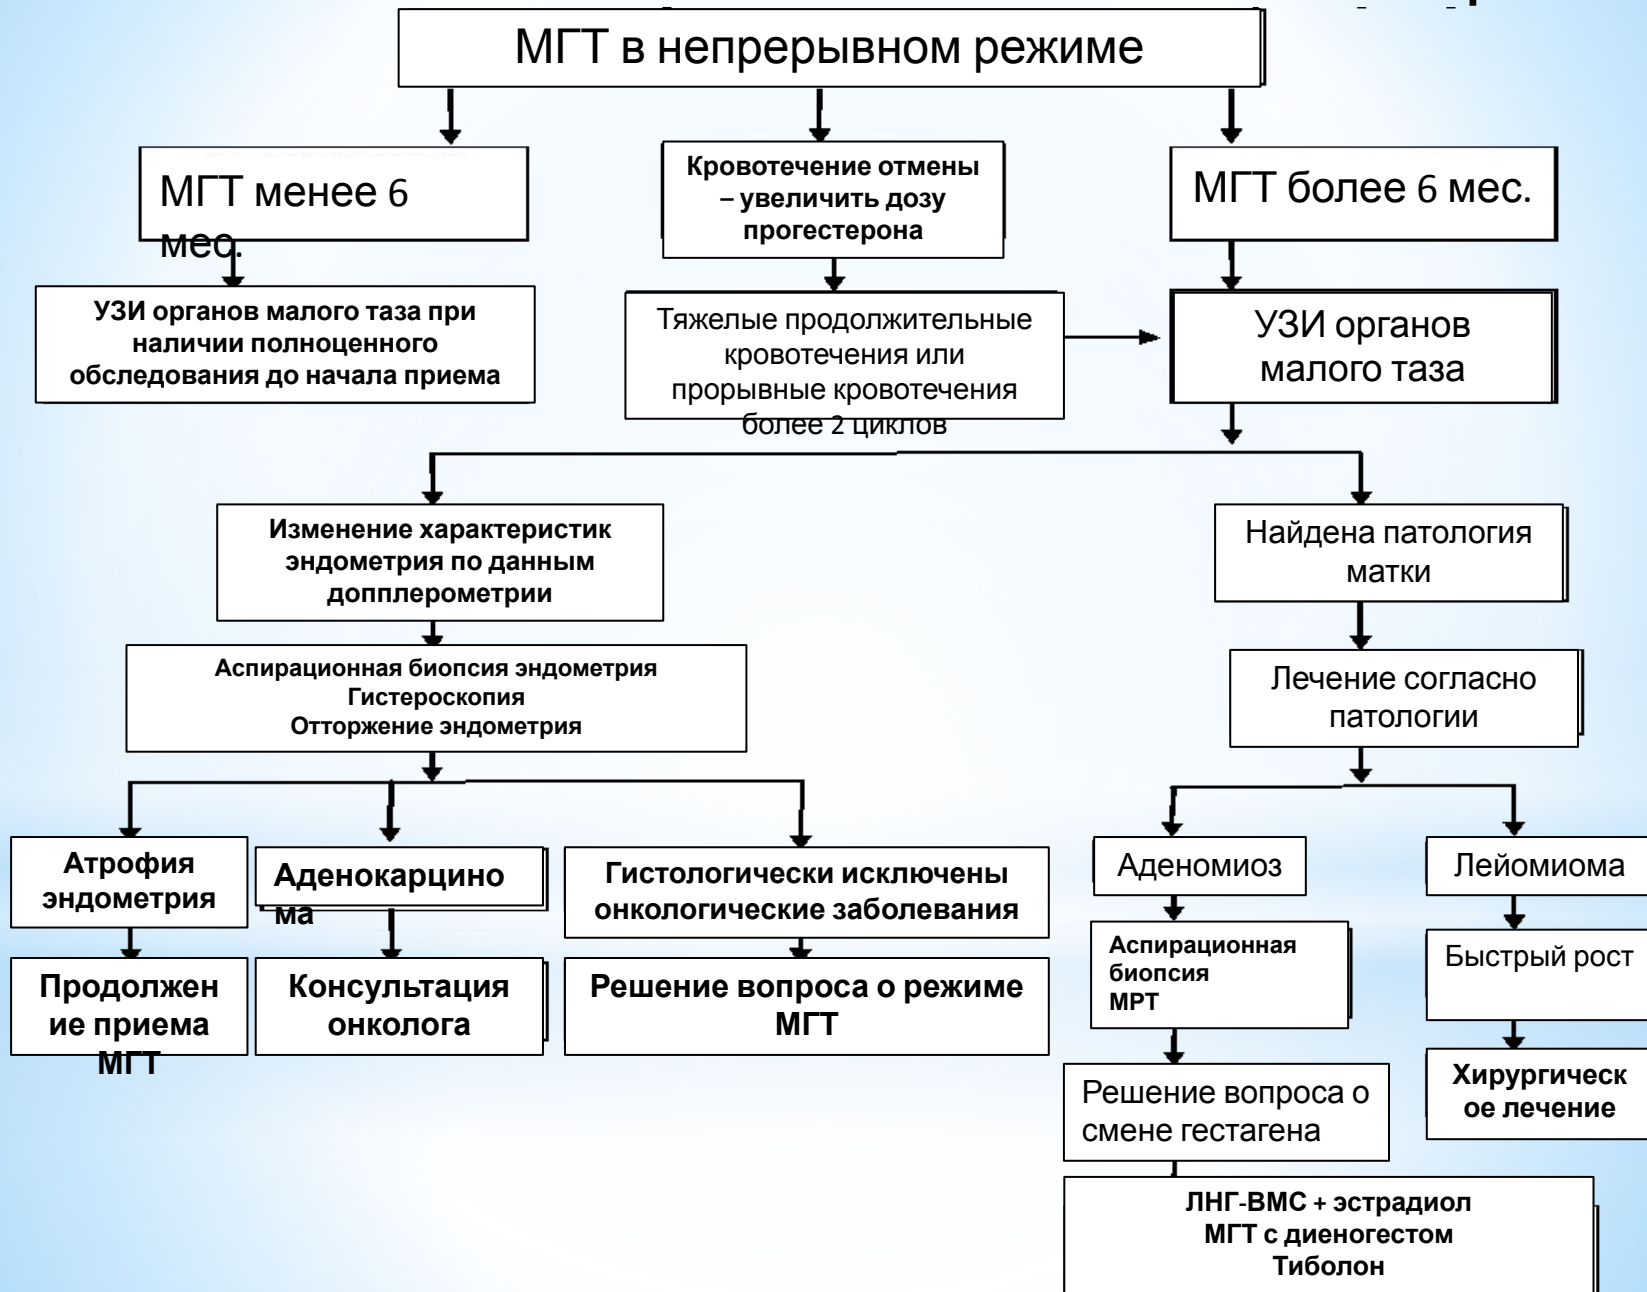 МГТ в непрерывном режиме
МГТ менее 6
мес.
Кровотечение отмены
– увеличить дозу
прогестерона
МГТ более 6 мес.
УЗИ органов малого таза при
наличии полноценного
обследования до начала приема
Тяжелые продолжительные
кровотечения или
прорывные кровотечения
более 2 циклов
УЗИ органов
малого таза
Изменение характеристик
эндометрия по данным
допплерометрии
Найдена патология
матки
Аспирационная биопсия эндометрия
Гистероскопия
Отторжение эндометрия
Лечение согласно
патологии
Атрофия
эндометрия
Аденокарцино
ма
Гистологически исключены
онкологические заболевания
Аденомиоз
Лейомиома
Продолжен
ие приема
МГТ
Консультация
онколога
Решение вопроса о режиме
МГТ
Аспирационная
биопсия
МРТ
Быстрый рост
Решение вопроса о
смене гестагена
Хирургическ
ое лечение
ЛНГ-ВМС + эстрадиол
МГТ с диеногестом
Тиболон